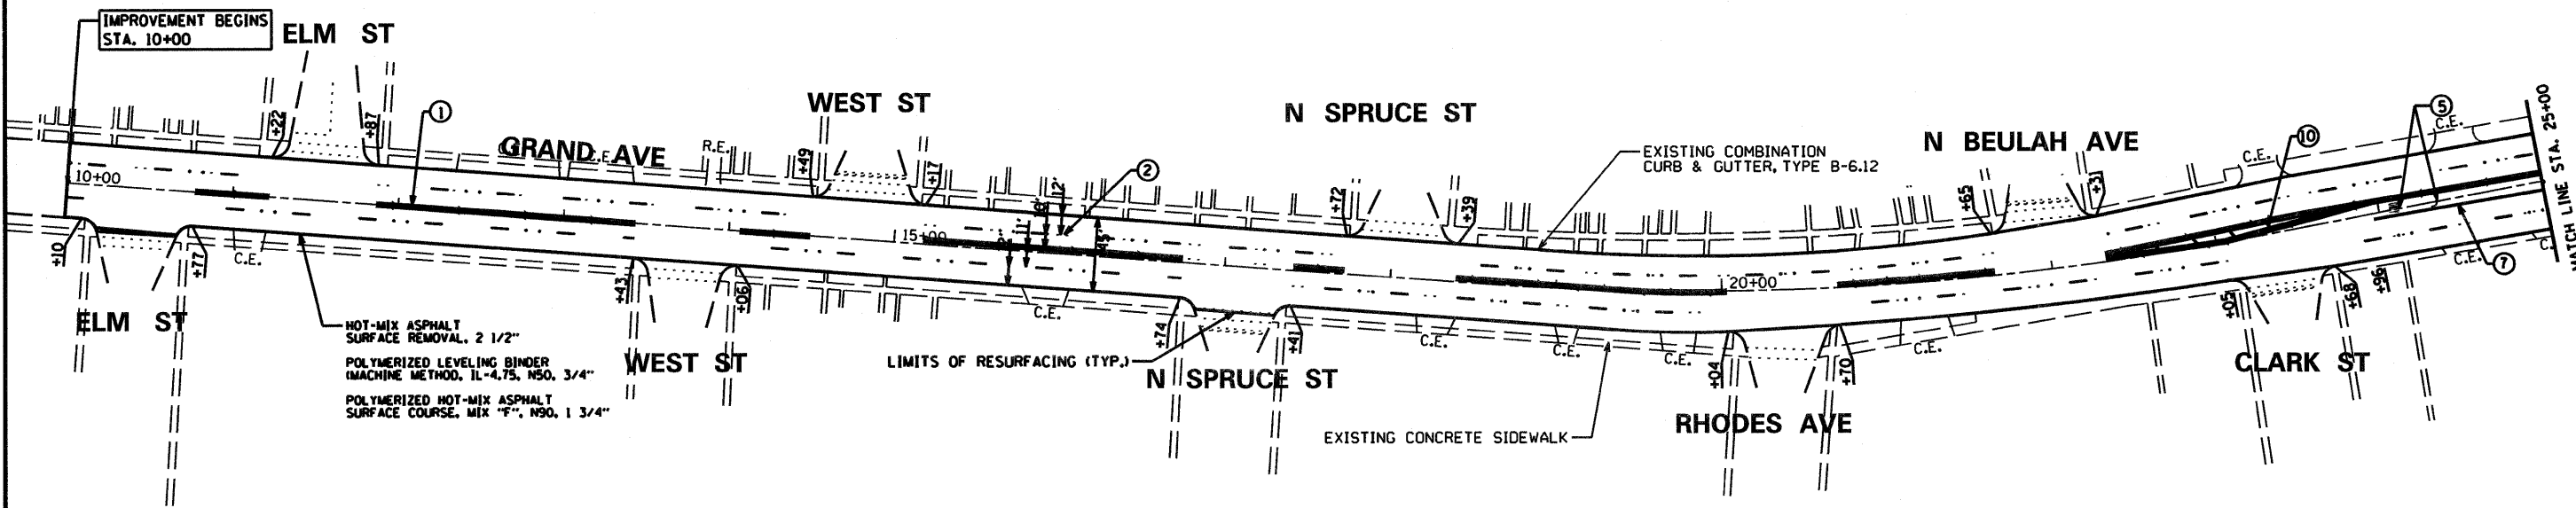 IMPROVEMENT BEGINS
STA. 10+00
ELM ST
+22
+87
1
GRAND AVE
C.E.
R.E.
WEST ST
+49
+17
12'
2
N SPRUCE ST
+72
+39
EXISTING COMBINATION
CURB & GUTTER, TYPE B-6.12
N BEULAH AVE
+65
+31
C.E.
10
5
C.E.
MATCH LINE STA. 25+00
10+00
15+00
11'
45'
20+00
7
C.E.
+10
+77
C.E.
ELM ST
HOT-MIX ASPHALT
SURFACE REMOVAL, 2 1/2"
POLYMERIZED LEVELING BINDER
(MACHINE METHOD, IL-4.75, N50, 3/4"
POLYMERIZED HOT-MIX ASPHALT
SURFACE COURSE, MIX "F", N90, 1 3/4"
+43
+06
WEST ST
C.E.
LIMITS OF RESURFACING (TYP.)
+74
+41
N SPRUCE ST
C.E.
C.E.
C.E.
EXISTING CONCRETE SIDEWALK
+04
+70
C.E.
RHODES AVE
+05
+68
+96
CLARK ST